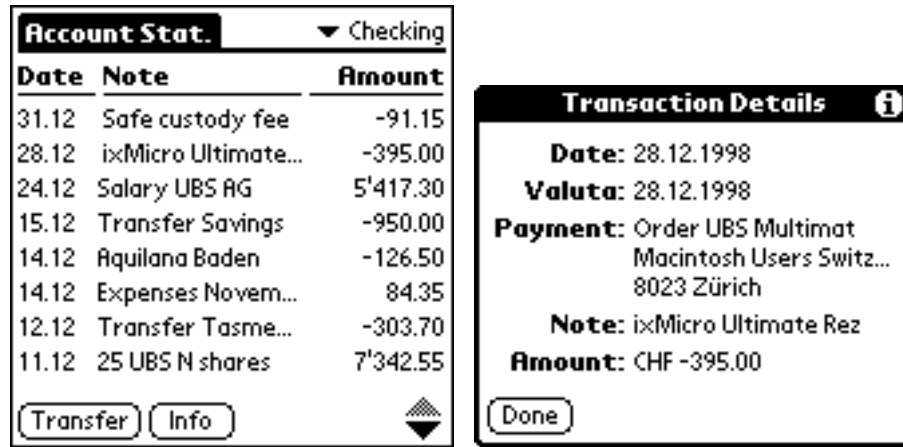 Account Stat. Checking
Date Note Amount
31.12 Safe custody fee -91.15
28.12 ixMicro Ultimate... -395.00
24.12 Salary UBS AG 5'417.30
15.12 Transfer Savings -950.00
14.12 Aquilana Baden -126.50
14.12 Expenses Novem... 84.35
12.12 Transfer Tasme... -303.70
11.12 25 UBS N shares 7'342.55
Transfer Info
Transaction Details i
Date: 28.12.1998
Valuta: 28.12.1998
Payment: Order UBS Multimat
Macintosh Users Switz...
8023 Zürich
Note: ixMicro Ultimate Rez
Amount: CHF -395.00
Done